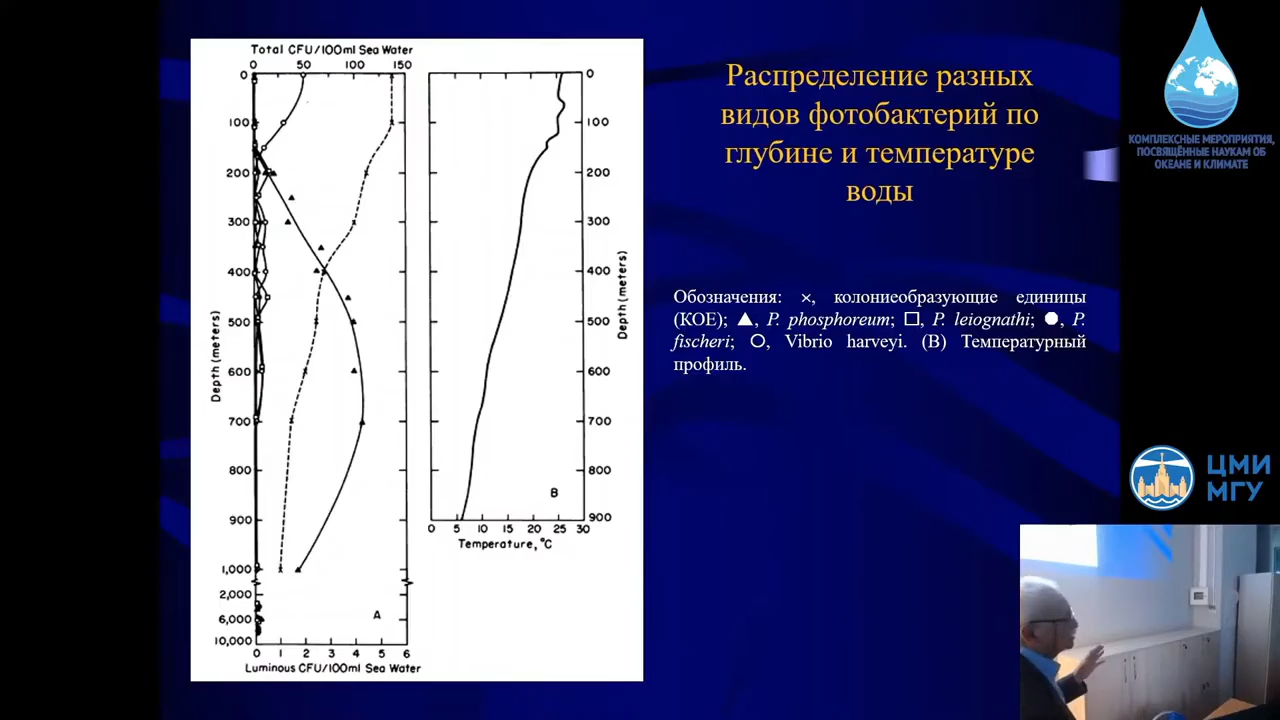 Total CFU/100ml Sea Water
0 50 100 150
0
100
200
300
400
500
600
700
800
900
1,000
2,000
6,000
10,000
Depth (meters)
A
0 1 2 3 4 5 6
Luminous CFU/100ml Sea Water
0
100
200
300
400
500
600
700
800
900
Depth (meters)
B
0 5 10 15 20 25 30
Temperature, °C
Распределение разных
видов фотобактерий по
глубине и температуре
воды
Обозначения: ×, колониеобразующие единицы
(КОЕ); ▲, P. phosphoreum; □, P. leiognathi; ●, P.
fischeri; ○, Vibrio harveyi. (B) Температурный
профиль.
КОМПЛЕКСНЫЕ МЕРОПРИЯТИЯ,
ПОСВЯЩЁННЫЕ НАУКАМ ОБ
ОКЕАНЕ И КЛИМАТЕ
ЦМИ
МГУ